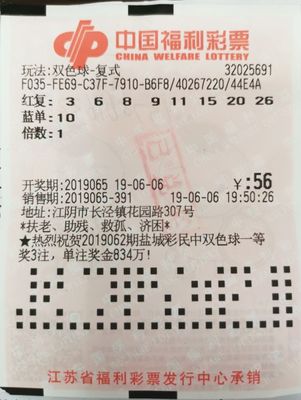 中国福利彩票
CHINA WELFARE LOTTERY
玩法:双色球-复式 32025691
F035-FE69-C37F-7910-B6F8/40267220/44E4A
红复: 3 6 8 9 11 15 20 26
蓝单:10
倍数:1
开奖期:2019065 19-06-06 ￥:56
销售期:2019065-391 19-06-06 19:50:26
地址:江阴市长泾镇花园路307号
*扶老、助残、救孤、济困*
★热烈祝贺2019062期盐城彩民中双色球一等
奖3注，单注奖金834万!
江苏省福利彩票发行中心承销